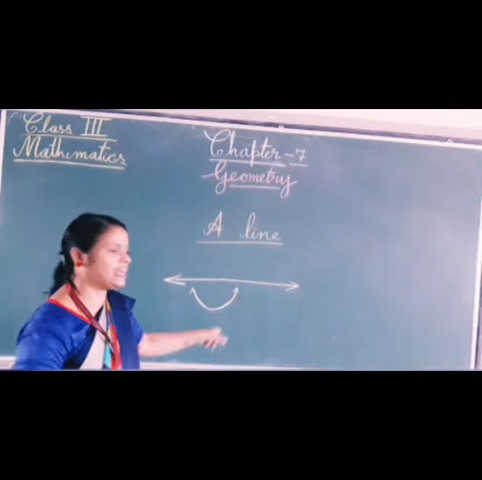 Class III
Mathematics
Chapter-7
Geometry
A line